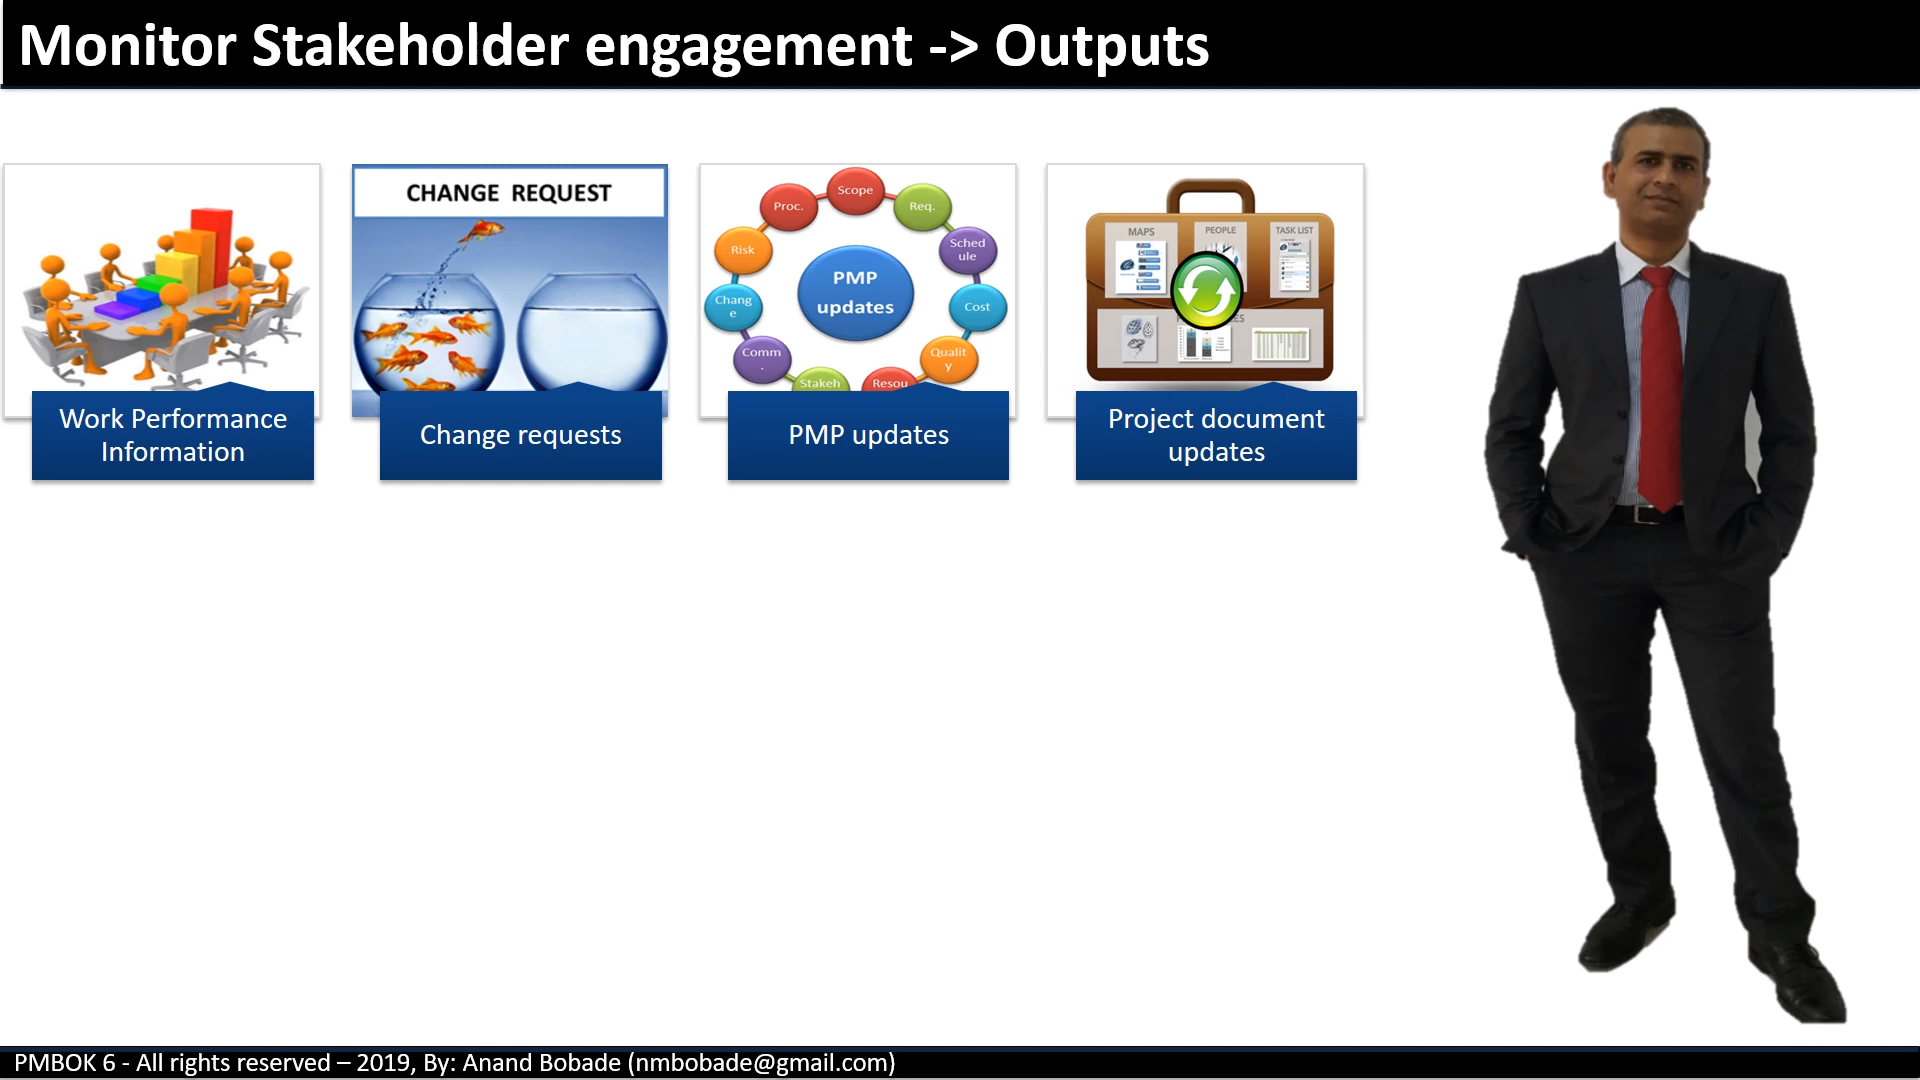 Monitor Stakeholder engagement -> Outputs
Work Performance
Information
CHANGE REQUEST
Change requests
Scope
Req.
Sched
ule
Cost
Qualit
y
Resou
Stakeh
Comm
.
Chang
e
Risk
Proc.
PMP
updates
PMP updates
MAPS
PEOPLE
TASK LIST
Project document
updates
PMBOK 6 - All rights reserved – 2019, By: Anand Bobade (nmbobade@gmail.com)